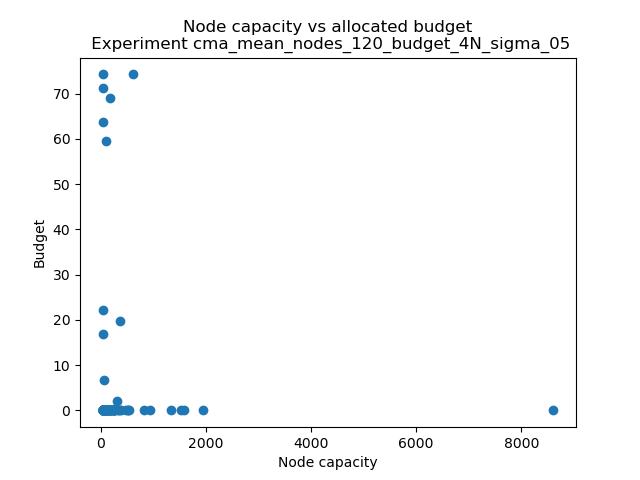 Node capacity vs allocated budget
Experiment cma_mean_nodes_120_budget_4N_sigma_05
70
60
50
40
30
20
10
0
Budget
0 2000 4000 6000 8000
Node capacity